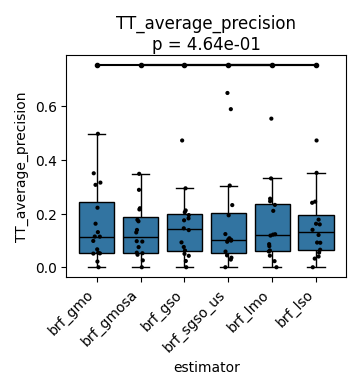 TT_average_precision
p = 4.64e-01
TT_average_precision
0.6
0.4
0.2
0.0
brf_gmo
brf_gmosa
brf_gso
brf_sgso_us
brf_lmo
brf_lso
estimator